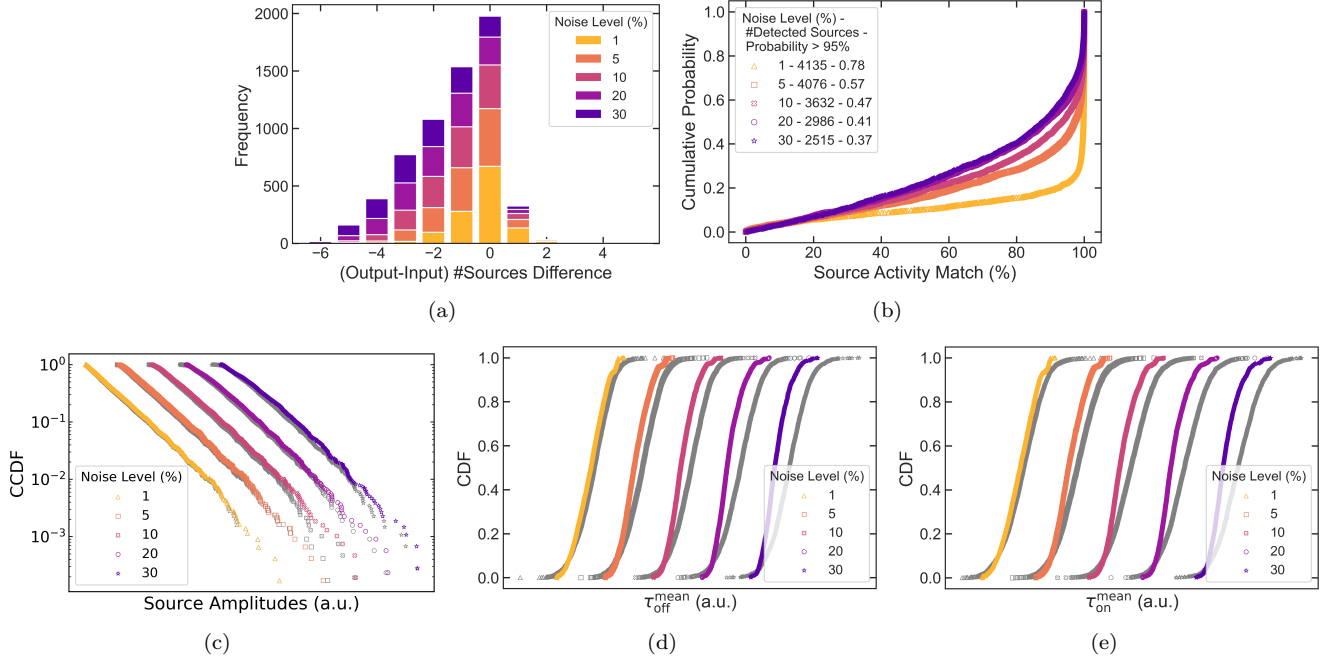 2000
1500
1000
500
0
Frequency
Noise Level (%)
1
5
10
20
30
−6
−4
−2
0
2
4
(Output-Input) #Sources Difference
(a)
1.0
0.8
0.6
0.4
0.2
0.0
Cumulative Probability
Noise Level (%) -
#Detected Sources -
Probability > 95%
1 - 4135 - 0.78
5 - 4076 - 0.57
10 - 3632 - 0.47
20 - 2986 - 0.41
30 - 2515 - 0.37
0
20
40
60
80
100
Source Activity Match (%)
(b)
10⁰
10⁻¹
10⁻²
10⁻³
CCDF
Noise Level (%)
1
5
10
20
30
Source Amplitudes (a.u.)
(c)
1.0
0.8
0.6
0.4
0.2
0.0
CDF
Noise Level (%)
1
5
10
20
30
τ_off^mean (a.u.)
(d)
1.0
0.8
0.6
0.4
0.2
0.0
CDF
Noise Level (%)
1
5
10
20
30
τ_on^mean (a.u.)
(e)